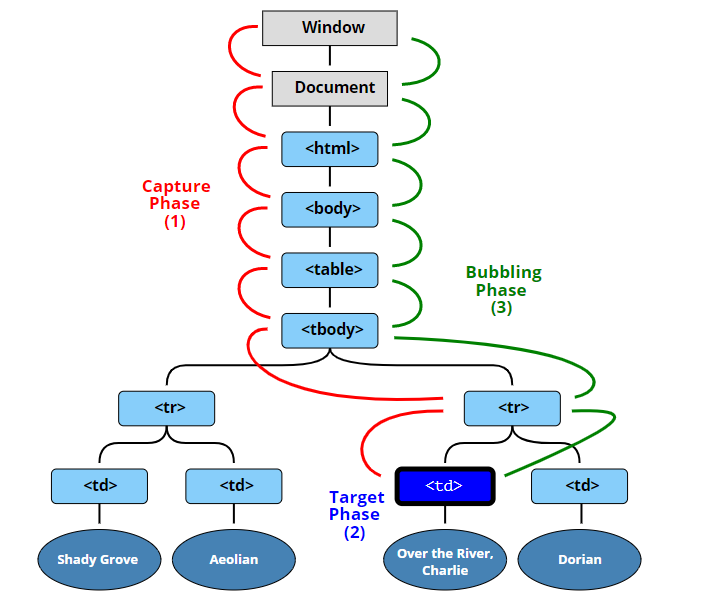 Window
Document
<html>
Capture
Phase
(1)
<body>
<table>
Bubbling
Phase
(3)
<tbody>
<tr>
<tr>
<td>
<td>
<td>
<td>
Target
Phase
(2)
Shady Grove
Aeolian
Over the River,
Charlie
Dorian